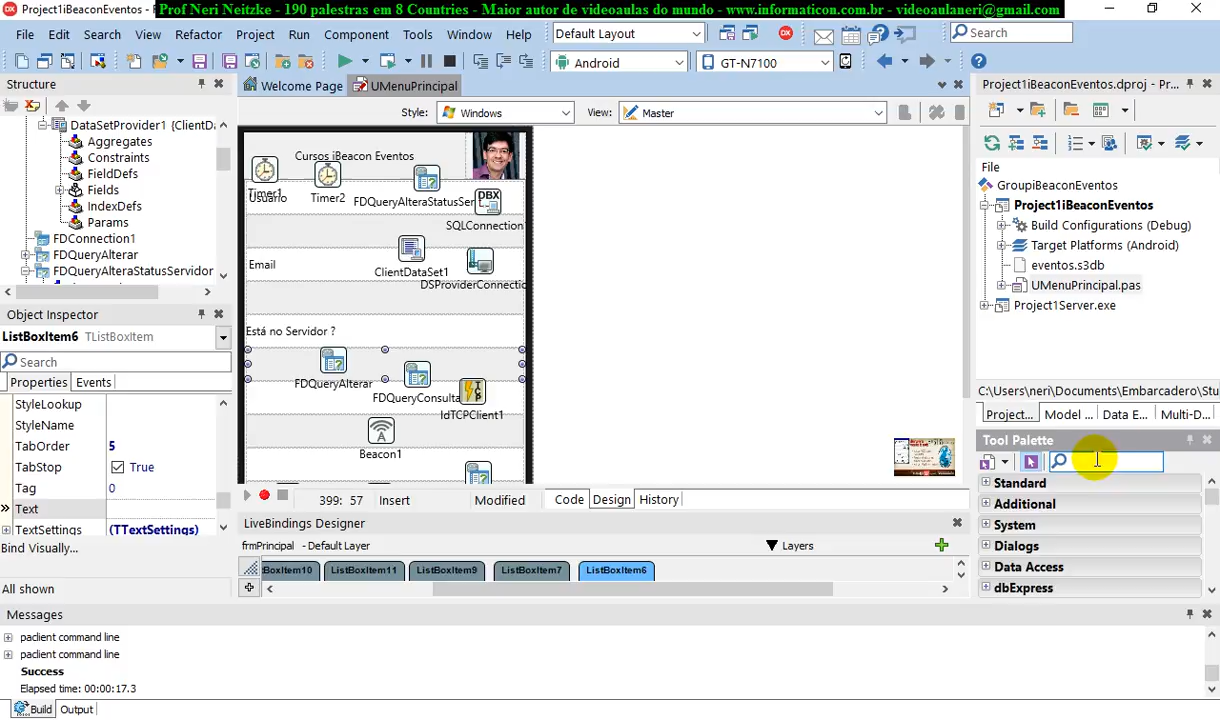 Project1iBeaconEventos - Prof Neri Neitzke - 190 palestras em 8 Countries - Maior autor de videoaulas do mundo - www.informaticon.com.br - videoaulaneri@gmail.com
File Edit Search View Refactor Project Run Component Tools Window Help Default Layout Search
Android GT-N7100
Structure
Welcome Page UMenuPrincipal
Project1iBeaconEventos.dproj - Pr...
Style: Windows View: Master
DataSetProvider1 {ClientDa
Aggregates
Constraints
FieldDefs
Fields
IndexDefs
Params
FDConnection1
FDQueryAlterar
FDQueryAlteraStatusServidor
Cursos iBeacon Eventos
Timer1
Usuário
Timer2
FDQueryAlteraStatusSer
DBX
SQLConnection
ClientDataSet1
Email
DSProviderConnectio
Está no Servidor ?
FDQueryAlterar
FDQueryConsulta
IdTCPClient1
Beacon1
File
GroupiBeaconEventos
Project1iBeaconEventos
Build Configurations (Debug)
Target Platforms (Android)
eventos.s3db
UMenuPrincipal.pas
Project1Server.exe
C:\Users\neri\Documents\Embarcadero\Stu
Project... Model ... Data E... Multi-D...
Object Inspector
ListBoxItem6 TListBoxItem
Search
Properties Events
StyleLookup
StyleName
TabOrder 5
TabStop True
Tag 0
Text
TextSettings (TTextSettings)
Bind Visually...
All shown
399: 57 Insert Modified Code Design History
Tool Palette
Standard
Additional
System
Dialogs
Data Access
dbExpress
LiveBindings Designer
frmPrincipal - Default Layer Layers
BoxItem10 ListBoxItem11 ListBoxItem9 ListBoxItem7 ListBoxItem6
Messages
paclient command line
paclient command line
Success
Elapsed time: 00:00:17.3
Build Output